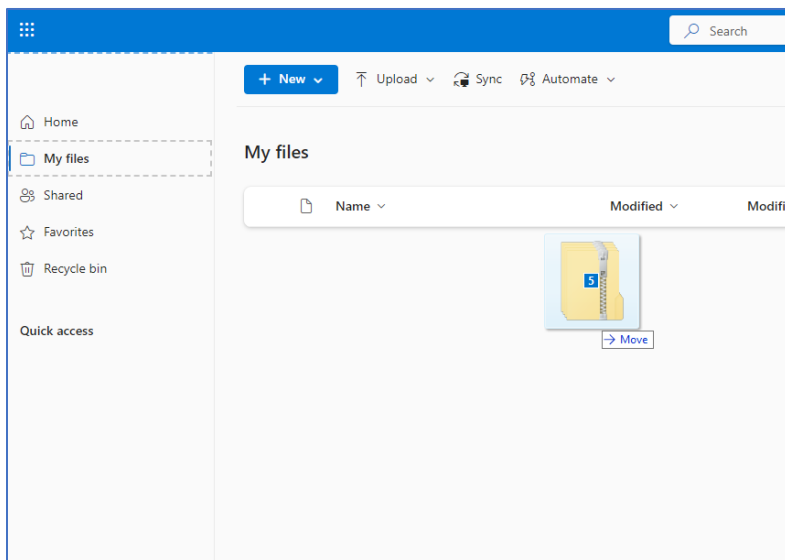 Search
+ New
Upload
Sync
Automate
Home
My files
Shared
Favorites
Recycle bin
Quick access
My files
Name
Modified
Modifi
5
Move